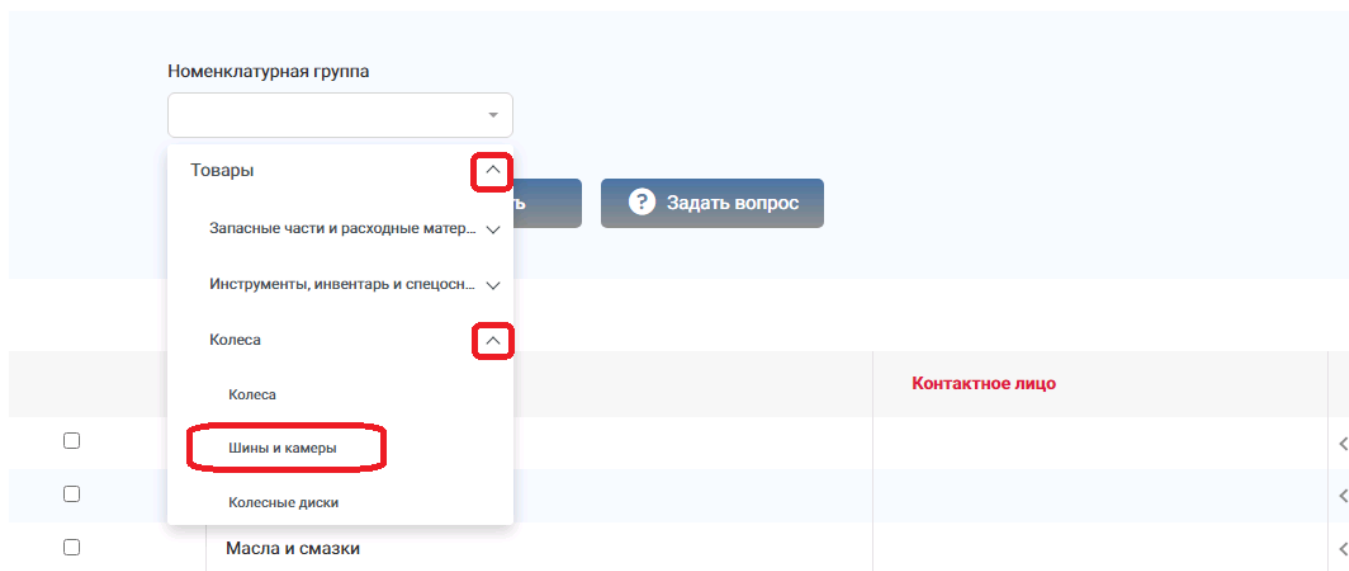 Номенклатурная группа
Товары
ь
? Задать вопрос
Запасные части и расходные матер...
Инструменты, инвентарь и спецосн...
Колеса
Контактное лицо
Колеса
Шины и камеры
Колесные диски
Масла и смазки